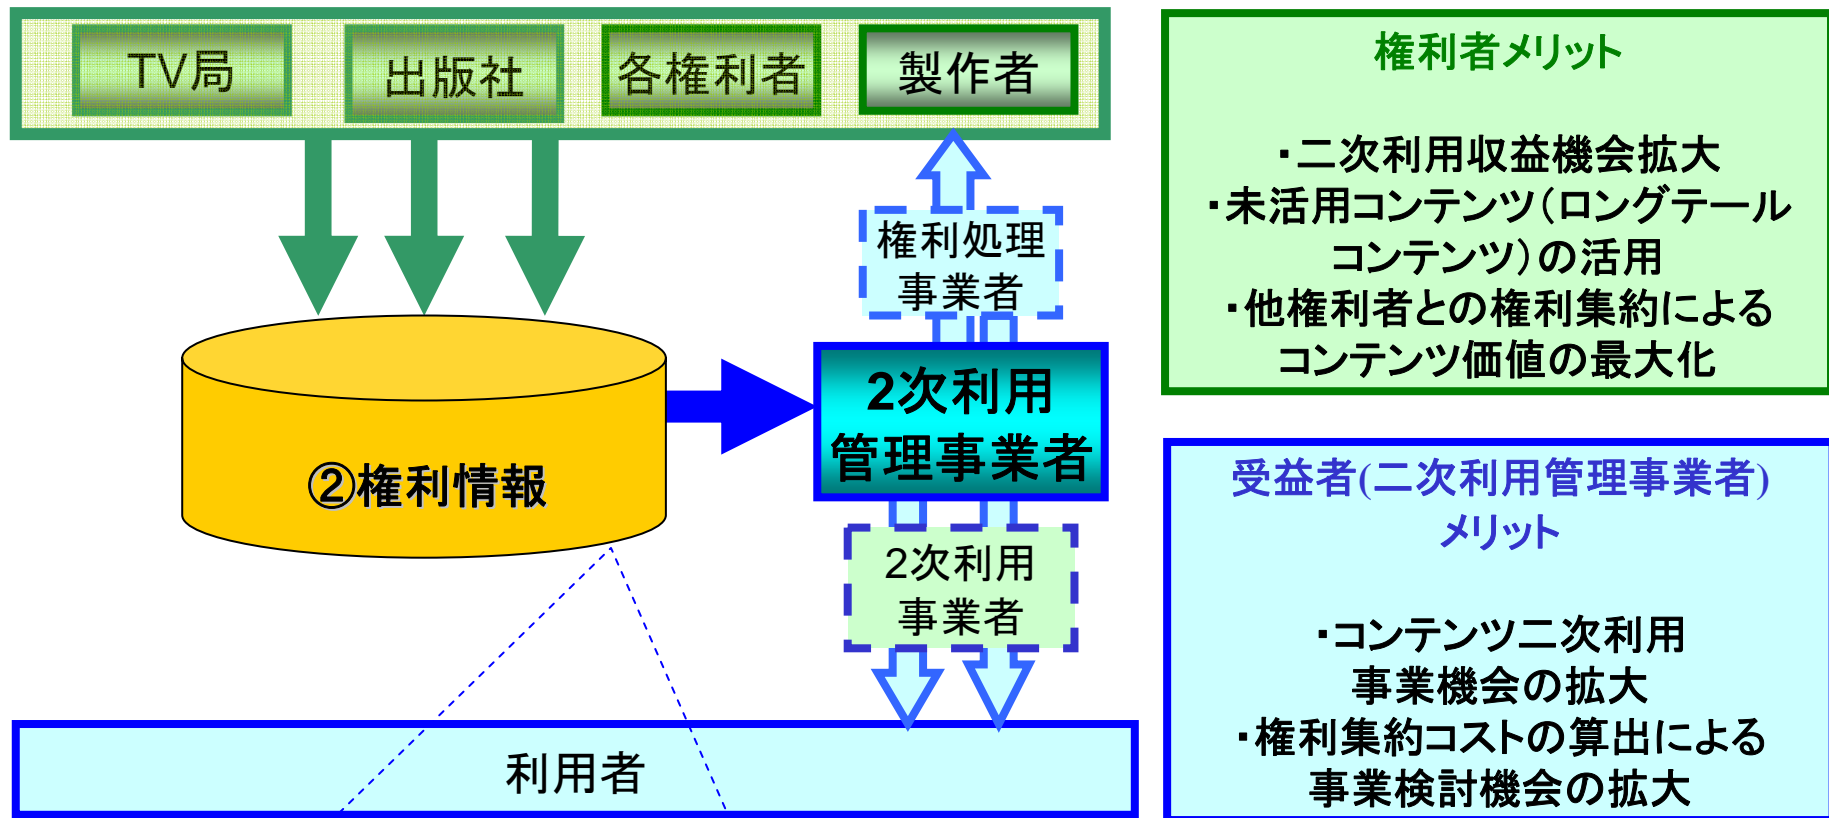 TV局
出版社
各権利者
製作者
権利処理
事業者
2次利用
管理事業者
②権利情報
2次利用
事業者
利用者
権利者メリット
・二次利用収益機会拡大
・未活用コンテンツ(ロングテール
コンテンツ)の活用
・他権利者との権利集約による
コンテンツ価値の最大化
受益者(二次利用管理事業者)
メリット
・コンテンツ二次利用
事業機会の拡大
・権利集約コストの算出による
事業検討機会の拡大